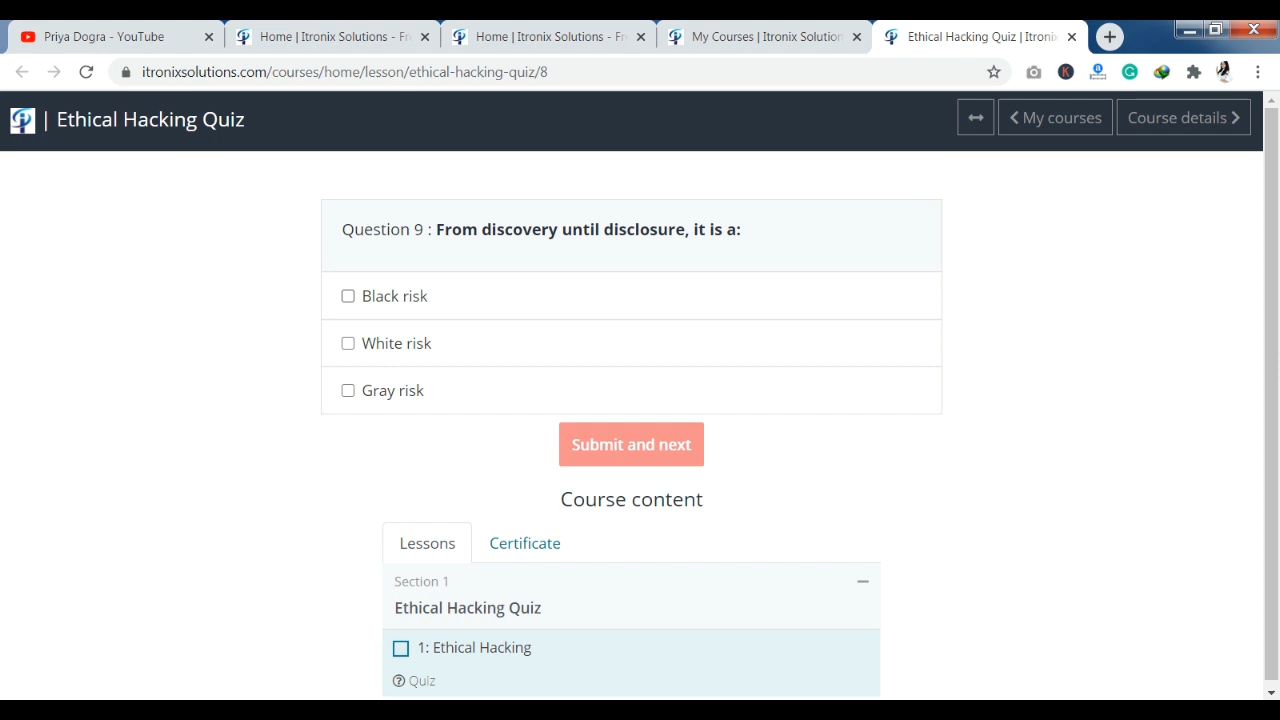 Priya Dogra - YouTube
Home | Itronix Solutions - Fr
Home | Itronix Solutions - Fr
My Courses | Itronix Solution
Ethical Hacking Quiz | Itronix
itronixsolutions.com/courses/home/lesson/ethical-hacking-quiz/8
| Ethical Hacking Quiz
My courses
Course details
Question 9 : From discovery until disclosure, it is a:
Black risk
White risk
Gray risk
Submit and next
Course content
Lessons
Certificate
Section 1
Ethical Hacking Quiz
1: Ethical Hacking
Quiz